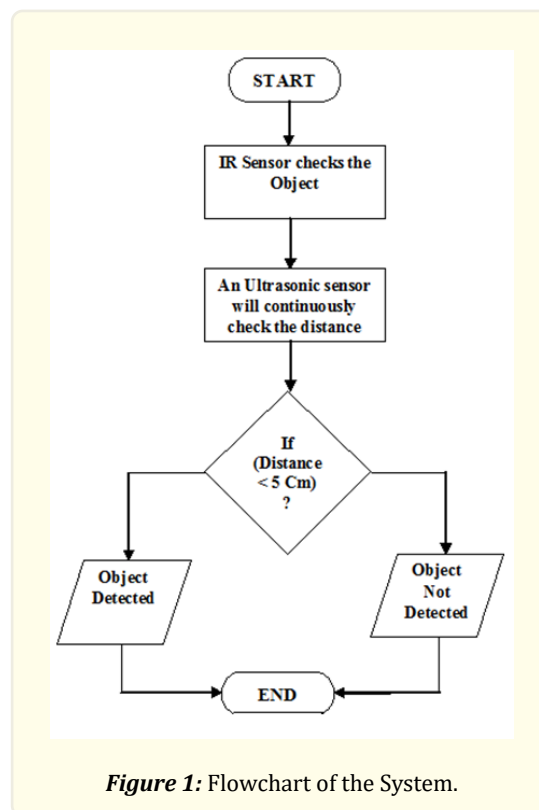 START
IR Sensor checks the
Object
An Ultrasonic sensor
will continuously
check the distance
If
(Distance
< 5 Cm)
?
Object
Detected
Object
Not
Detected
END
Figure 1: Flowchart of the System.